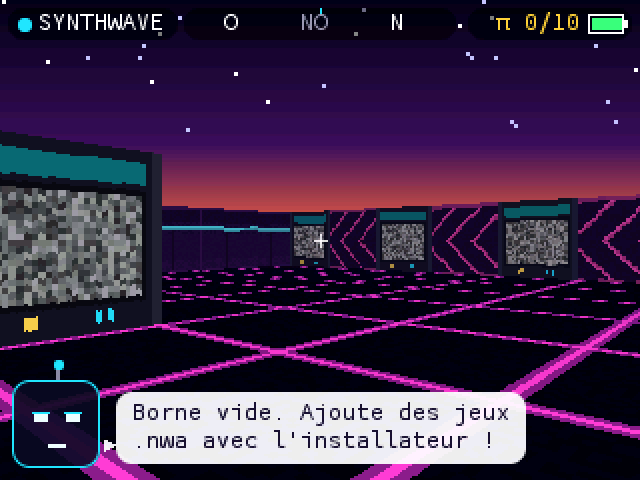 SYNTHWAVE
O NO N
π 0/10
Borne vide. Ajoute des jeux
.nwa avec l'installateur !